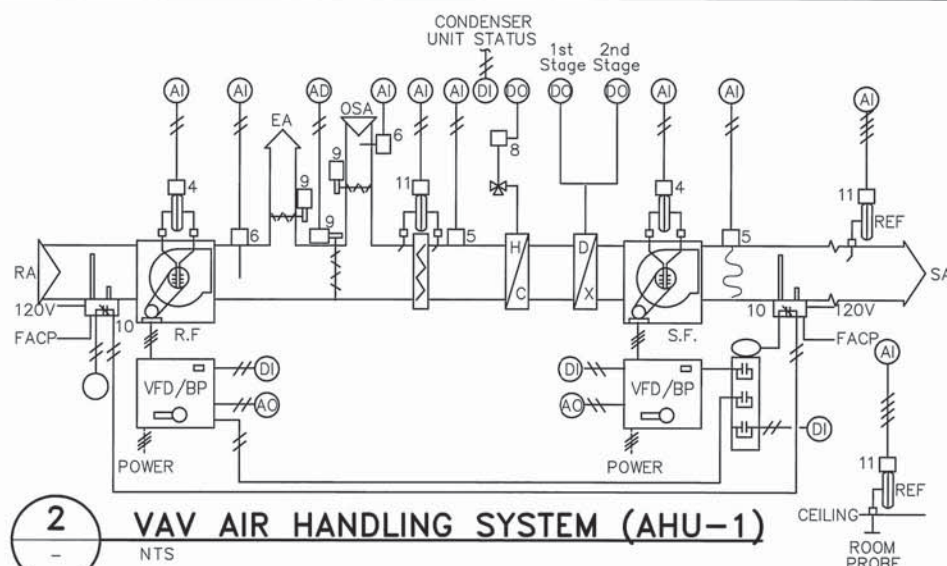 CONDENSER
UNIT STATUS
1st
Stage
2nd
Stage
AI
AI
AD
AI
AI
AI
DI
DO
DO
DO
AI
AI
AI
EA
OSA
6
8
9
9
4
11
4
11
REF
9
6
5
5
H
C
D
X
RA
SA
120V
FACP
10
R.F
S.F.
10
120V
FACP
AI
VFD/BP
DI
AO
DI
AO
VFD/BP
DI
POWER
POWER
11
REF
CEILING
ROOM
PROBE
2
-
VAV AIR HANDLING SYSTEM (AHU-1)
NTS